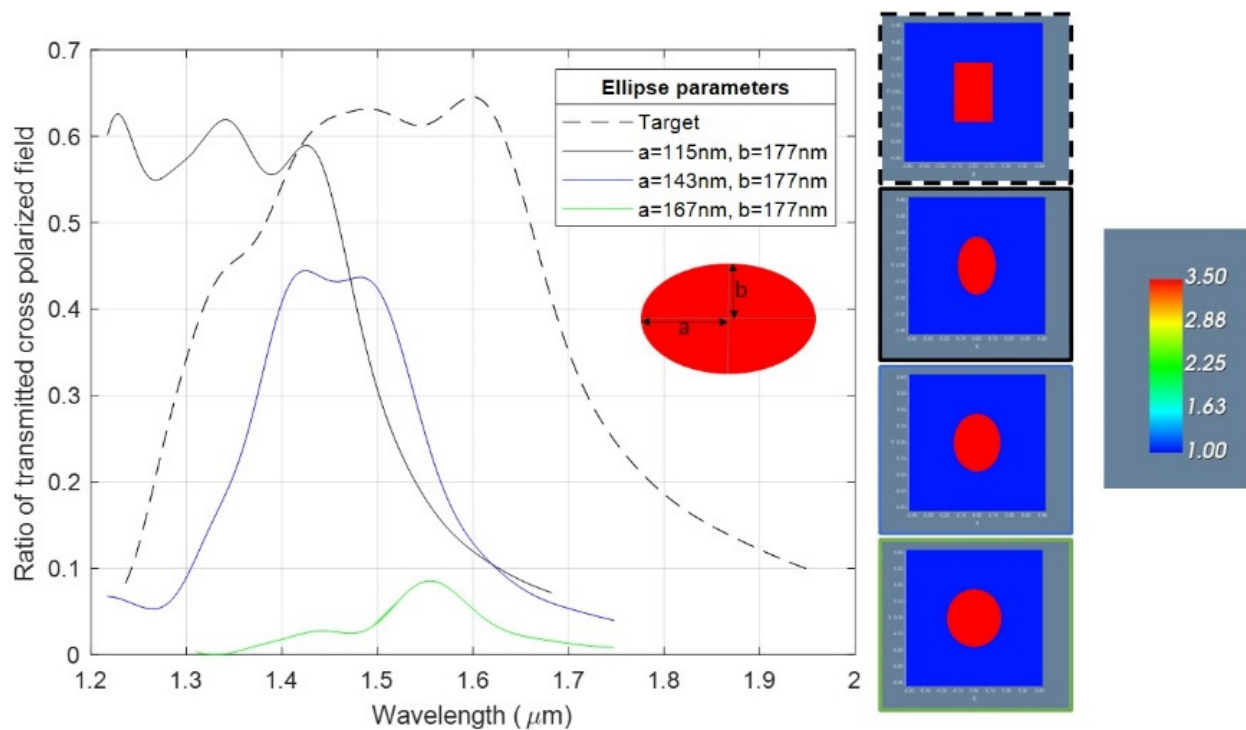 0.7
0.6
0.5
0.4
0.3
0.2
0.1
0
Ratio of transmitted cross polarized field
1.2 1.3 1.4 1.5 1.6 1.7 1.8 1.9 2
Wavelength ( μm)
Ellipse parameters
Target
a=115nm, b=177nm
a=143nm, b=177nm
a=167nm, b=177nm
b
a
3.50
2.88
2.25
1.63
1.00